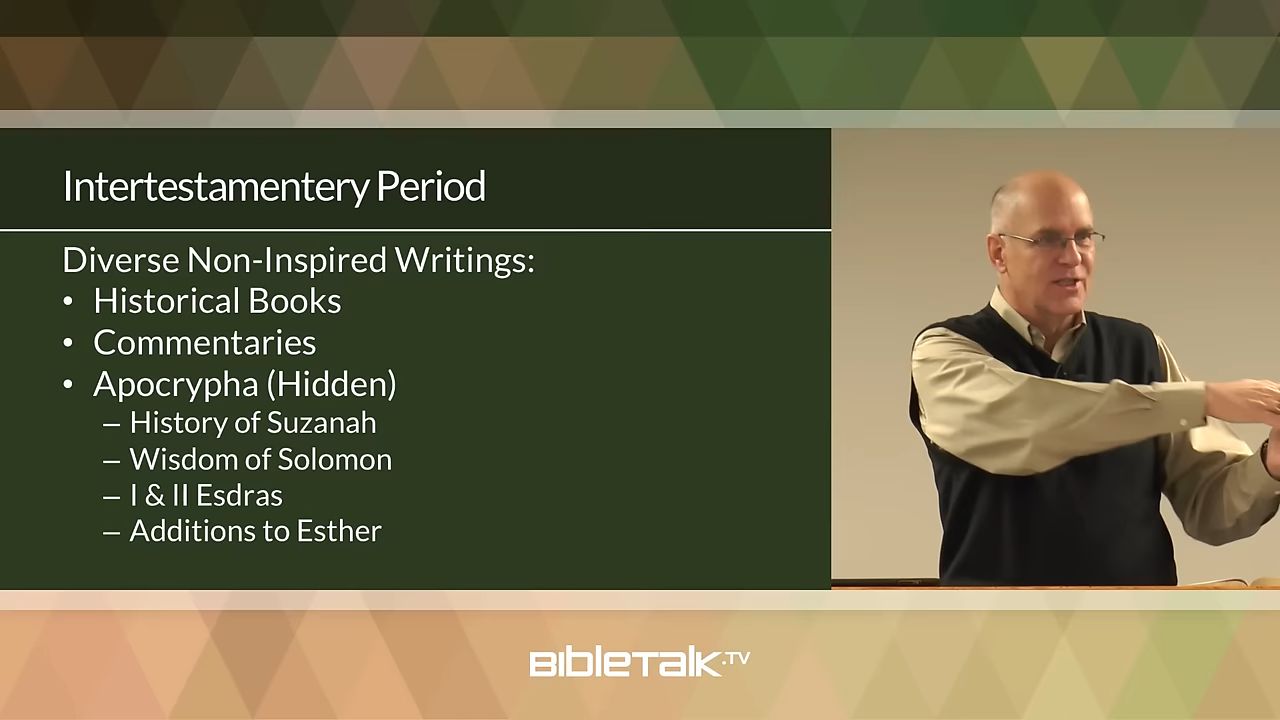 Intertestamentery Period
Diverse Non-Inspired Writings:
• Historical Books
• Commentaries
• Apocrypha (Hidden)
– History of Suzanah
– Wisdom of Solomon
– I & II Esdras
– Additions to Esther
BIBLETALK.TV